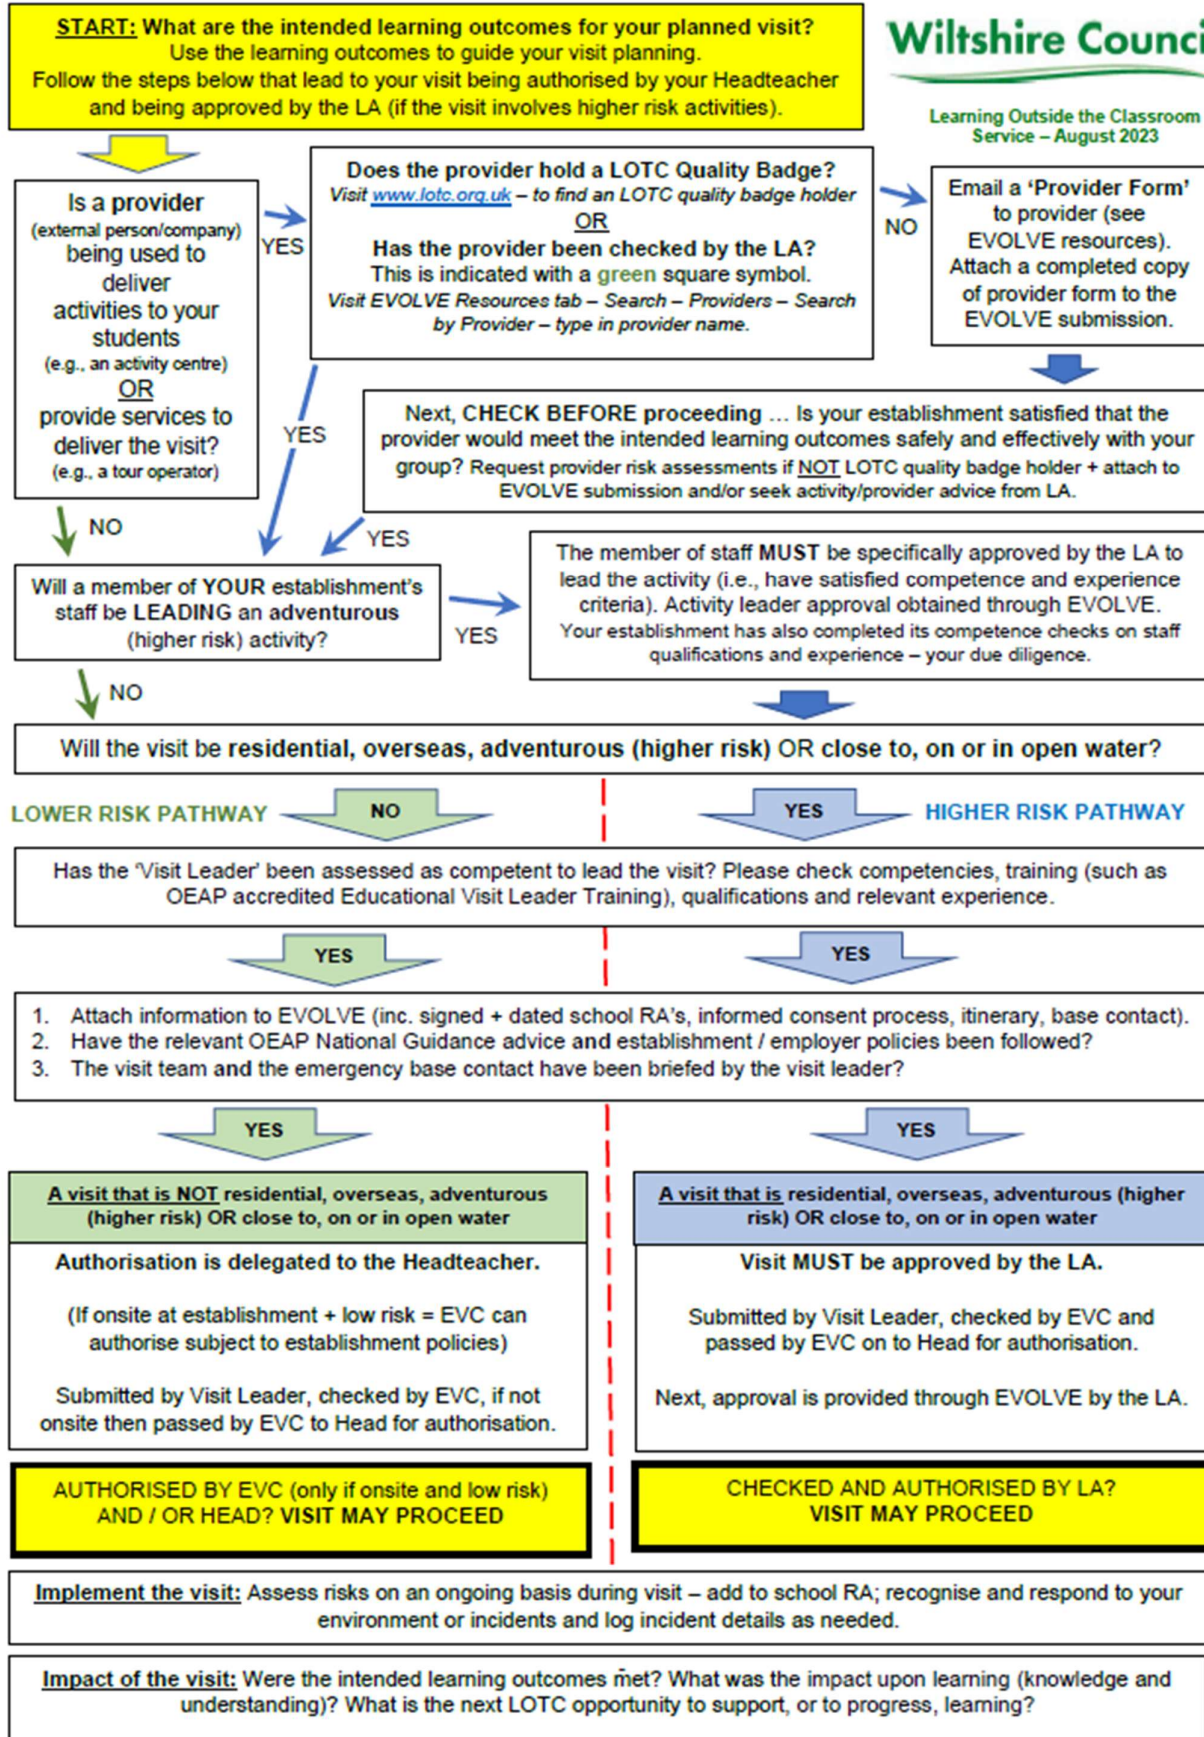 START: What are the intended learning outcomes for your planned visit?
Use the learning outcomes to guide your visit planning.
Follow the steps below that lead to your visit being authorised by your Headteacher
and being approved by the LA (if the visit involves higher risk activities).
Wiltshire Counci
Learning Outside the Classroom
Service – August 2023
Is a provider
(external person/company)
being used to
deliver
activities to your
students
(e.g., an activity centre)
OR
provide services to
deliver the visit?
(e.g., a tour operator)
YES
Does the provider hold a LOTC Quality Badge?
Visit www.lotc.org.uk – to find an LOTC quality badge holder
OR
Has the provider been checked by the LA?
This is indicated with a green square symbol.
Visit EVOLVE Resources tab – Search – Providers – Search
by Provider – type in provider name.
NO
Email a ‘Provider Form’
to provider (see
EVOLVE resources).
Attach a completed copy
of provider form to the
EVOLVE submission.
YES
Next, CHECK BEFORE proceeding … Is your establishment satisfied that the
provider would meet the intended learning outcomes safely and effectively with your
group? Request provider risk assessments if NOT LOTC quality badge holder + attach to
EVOLVE submission and/or seek activity/provider advice from LA.
NO
YES
Will a member of YOUR establishment’s
staff be LEADING an adventurous
(higher risk) activity?
YES
The member of staff MUST be specifically approved by the LA to
lead the activity (i.e., have satisfied competence and experience
criteria). Activity leader approval obtained through EVOLVE.
Your establishment has also completed its competence checks on staff
qualifications and experience – your due diligence.
NO
Will the visit be residential, overseas, adventurous (higher risk) OR close to, on or in open water?
LOWER RISK PATHWAY
NO
YES
HIGHER RISK PATHWAY
Has the ‘Visit Leader’ been assessed as competent to lead the visit? Please check competencies, training (such as
OEAP accredited Educational Visit Leader Training), qualifications and relevant experience.
YES
YES
1. Attach information to EVOLVE (inc. signed + dated school RA’s, informed consent process, itinerary, base contact).
2. Have the relevant OEAP National Guidance advice and establishment / employer policies been followed?
3. The visit team and the emergency base contact have been briefed by the visit leader?
YES
YES
A visit that is NOT residential, overseas, adventurous
(higher risk) OR close to, on or in open water
Authorisation is delegated to the Headteacher.
(If onsite at establishment + low risk = EVC can
authorise subject to establishment policies)
Submitted by Visit Leader, checked by EVC, if not
onsite then passed by EVC to Head for authorisation.
AUTHORISED BY EVC (only if onsite and low risk)
AND / OR HEAD? VISIT MAY PROCEED
A visit that is residential, overseas, adventurous (higher
risk) OR close to, on or in open water
Visit MUST be approved by the LA.
Submitted by Visit Leader, checked by EVC and
passed by EVC on to Head for authorisation.
Next, approval is provided through EVOLVE by the LA.
CHECKED AND AUTHORISED BY LA?
VISIT MAY PROCEED
Implement the visit: Assess risks on an ongoing basis during visit – add to school RA; recognise and respond to your
environment or incidents and log incident details as needed.
Impact of the visit: Were the intended learning outcomes met? What was the impact upon learning (knowledge and
understanding)? What is the next LOTC opportunity to support, or to progress, learning?